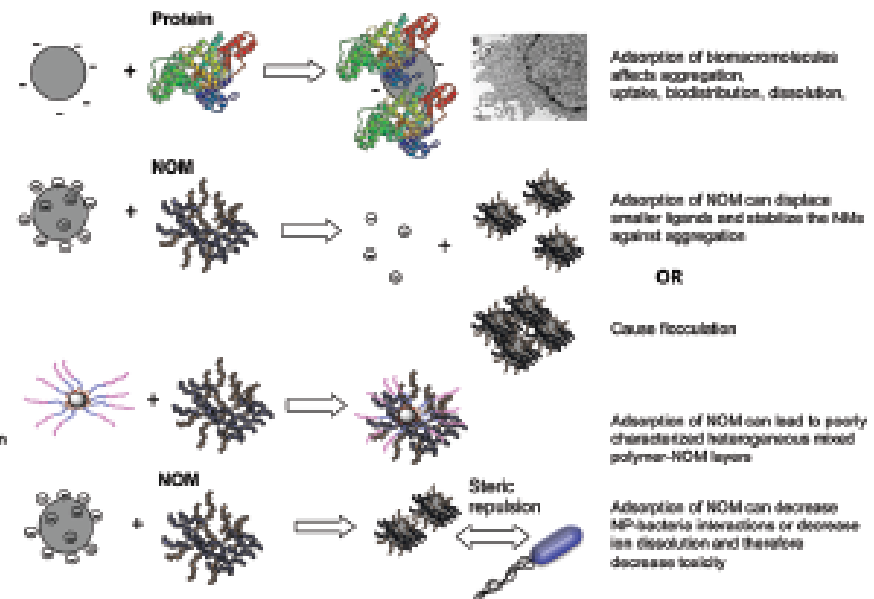 Protein
Adsorption of biomacromolecules
affects aggregation,
uptake, biodistribution, dissolution,
NOM
Adsorption of NOM can displace
smaller ligands and stabilize the NMs
against aggregation
OR
Cause flocculation
Adsorption of NOM can lead to poorly
characterized heterogeneous mixed
polymer-NOM layers
n
NOM
Steric
repulsion
Adsorption of NOM can decrease
NP-bacteria interactions or decrease
ion dissolution and therefore
decrease toxicity